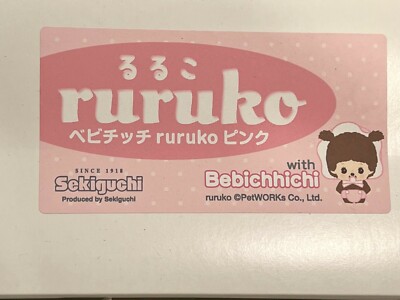 るるこ
ruruko
ベビチッチ ruruko ピンク
SINCE 1918
Sekiguchi
Produced by Sekiguchi
with
Bebichhichi
ruruko ©PetWORKs Co., Ltd.